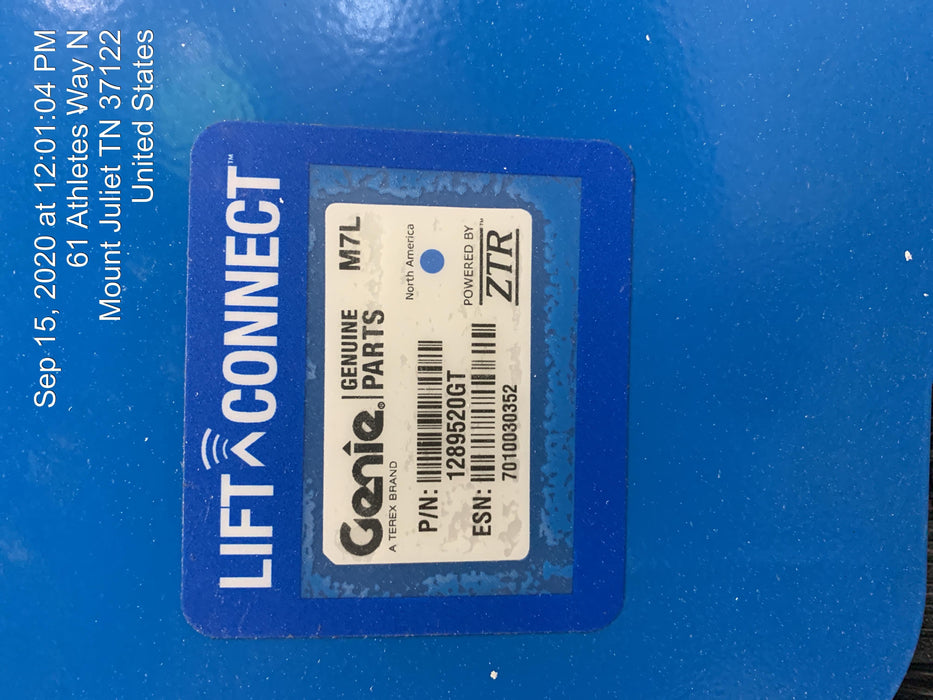 Sep 15, 2020 at 12:01:04 PM
61 Athletes Way N
Mount Juliet TN 37122
United States
LIFT CONNECT™
Genie® GENUINE PARTS
M7L
A TEREX BRAND
North America
P/N:
1289520GT
POWERED BY
ZTR™
ESN:
7010030352